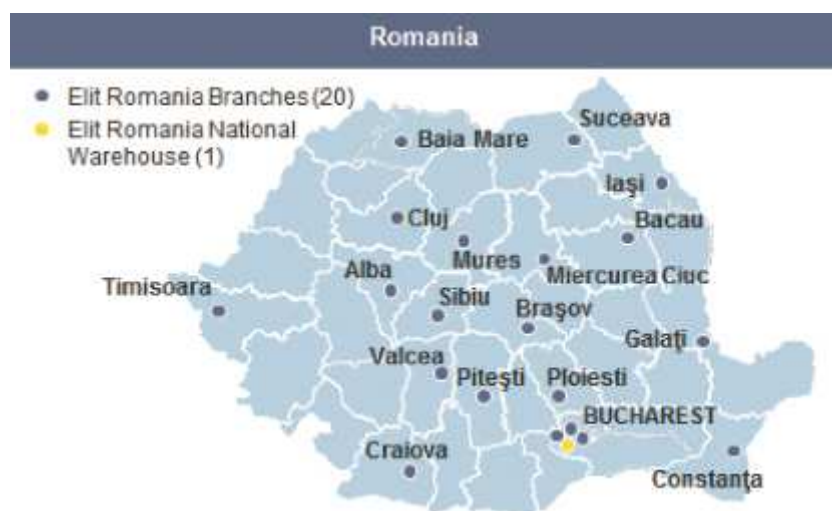 Romania
Elit Romania Branches (20)
Elit Romania National
Warehouse (1)
Suceava
Baia Mare
Iaşi
Cluj
Bacau
Mures
Miercurea Ciuc
Alba
Timisoara
Sibiu
Braşov
Galaţi
Valcea
Piteşti
Ploiesti
BUCHAREST
Craiova
Constanţa